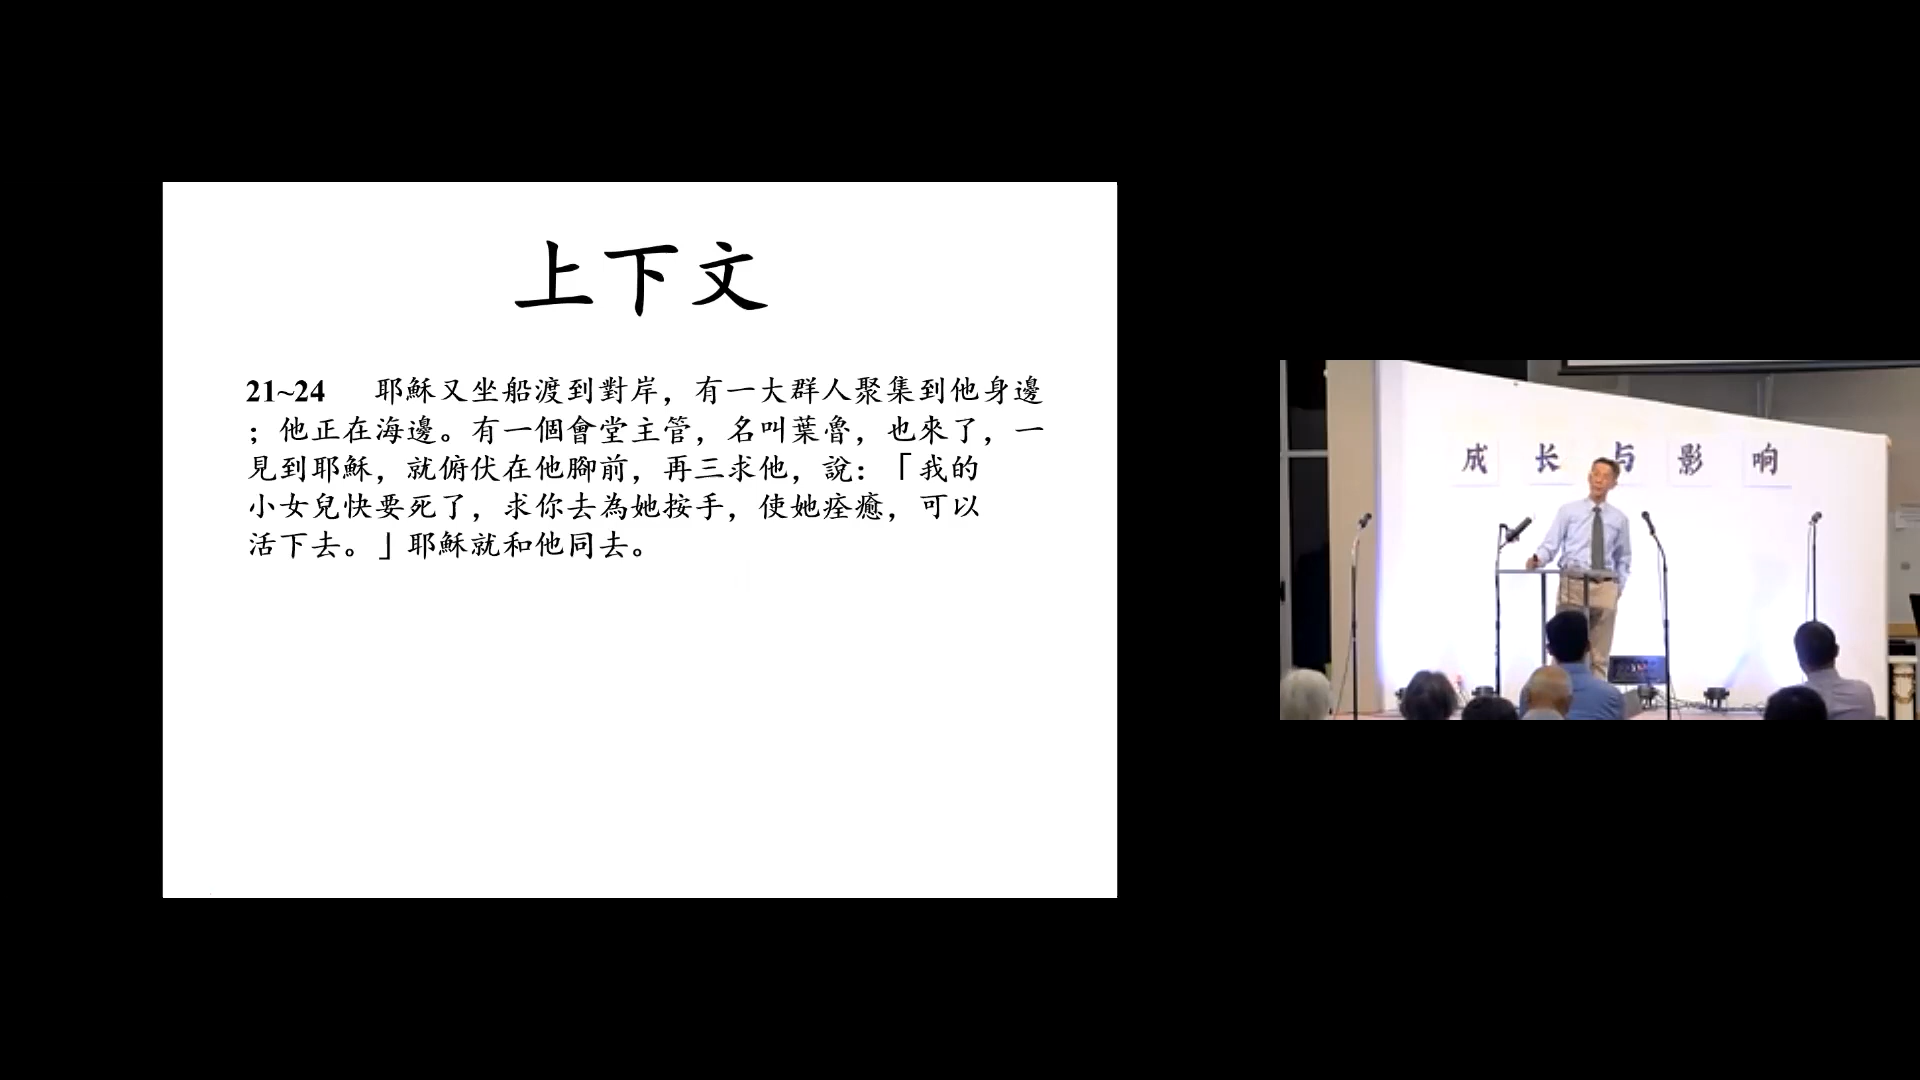 上下文
21~24 耶穌又坐船渡到對岸，有一大群人聚集到他身邊
；他正在海邊。有一個會堂主管，名叫葉魯，也來了，一
見到耶穌，就俯伏在他腳前，再三求他，說：「我的
小女兒快要死了，求你去為她按手，使她痊癒，可以
活下去。」耶穌就和他同去。
成长与影响